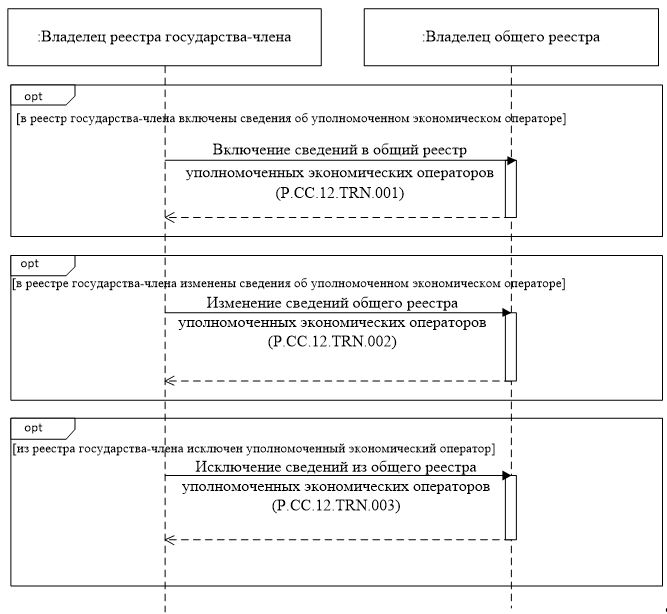 :Владелец реестра государства-члена
:Владелец общего реестра
opt
[в реестр государства-члена включены сведения об уполномоченном экономическом операторе]
Включение сведений в общий реестр
уполномоченных экономических операторов
(P.CC.12.TRN.001)
opt
[в реестре государства-члена изменены сведения об уполномоченном экономическом операторе]
Изменение сведений общего реестра
уполномоченных экономических операторов
(P.CC.12.TRN.002)
opt
[из реестра государства-члена исключен уполномоченный экономический оператор]
Исключение сведений из общего реестра
уполномоченных экономических операторов
(P.CC.12.TRN.003)